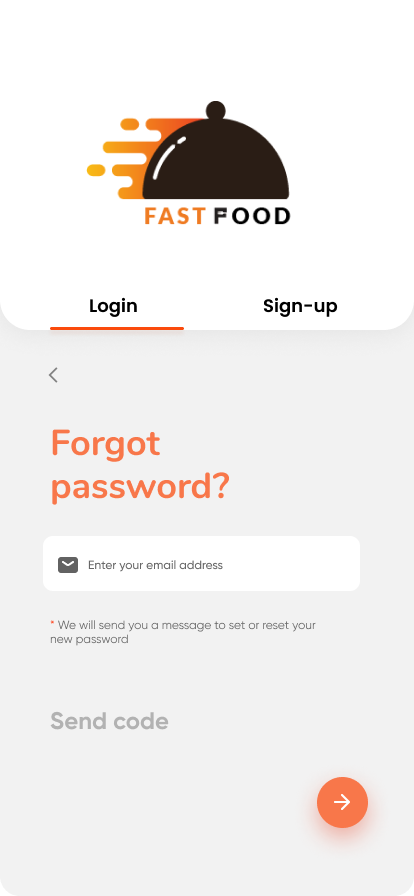 FAST FOOD
Login
Sign-up
Forgot
password?
Enter your email address
* We will send you a message to set or reset your
new password
Send code